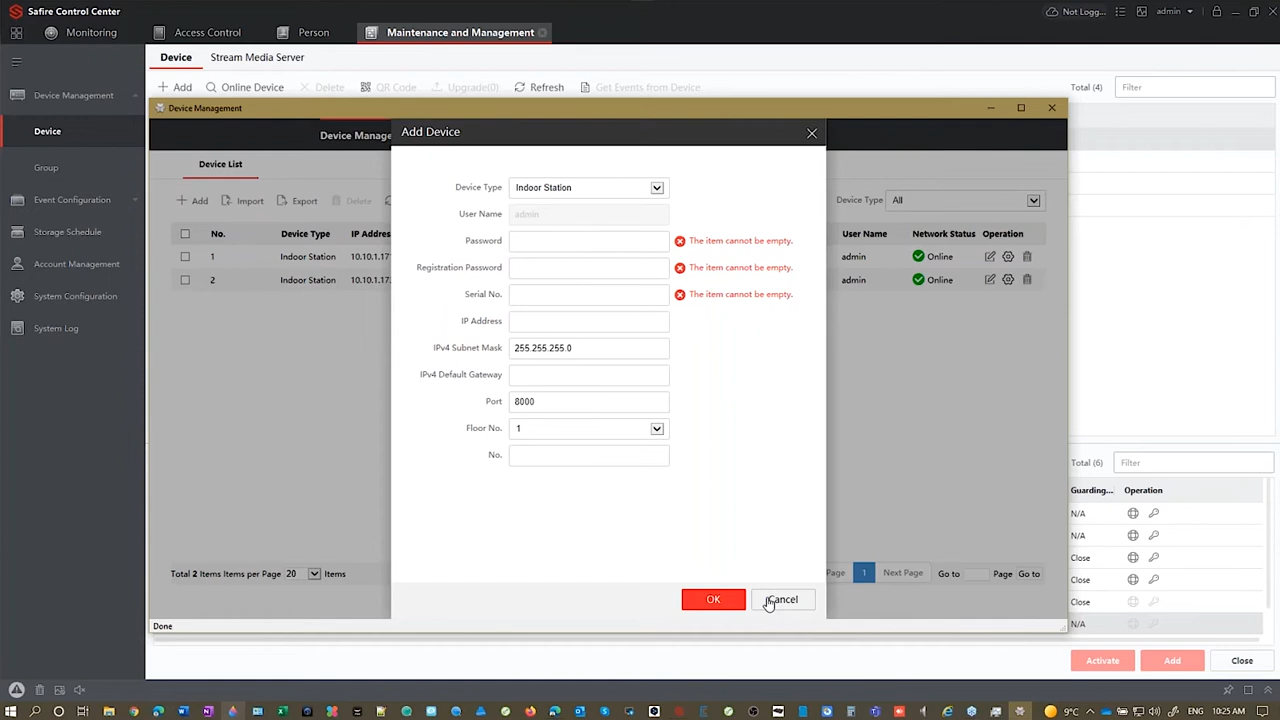 Safire Control Center
Not Logg...
admin
Monitoring
Access Control
Person
Maintenance and Management
Device
Stream Media Server
Add
Online Device
Delete
QR Code
Upgrade(0)
Refresh
Get Events from Device
Total (4)
Filter
Device Management
Device
Group
Event Configuration
Storage Schedule
Account Management
System Configuration
System Log
Device Management
Device Manage
Device List
Add
Import
Export
Delete
Device Type
All
No.
Device Type
IP Addres
User Name
Network Status
Operation
1
Indoor Station
10.10.1.17
admin
Online
2
Indoor Station
10.10.1.17
admin
Online
Add Device
Device Type
Indoor Station
User Name
admin
Password
The item cannot be empty.
Registration Password
The item cannot be empty.
Serial No.
The item cannot be empty.
IP Address
IPv4 Subnet Mask
255.255.255.0
IPv4 Default Gateway
Port
8000
Floor No.
1
No.
OK
Cancel
Total 2 Items Items per Page
20
Items
Page
1
Next Page
Go to
Page
Go to
Done
Total (6)
Filter
Guarding...
Operation
N/A
N/A
Close
Close
Close
N/A
Activate
Add
Close
9°C
ENG
10:25 AM